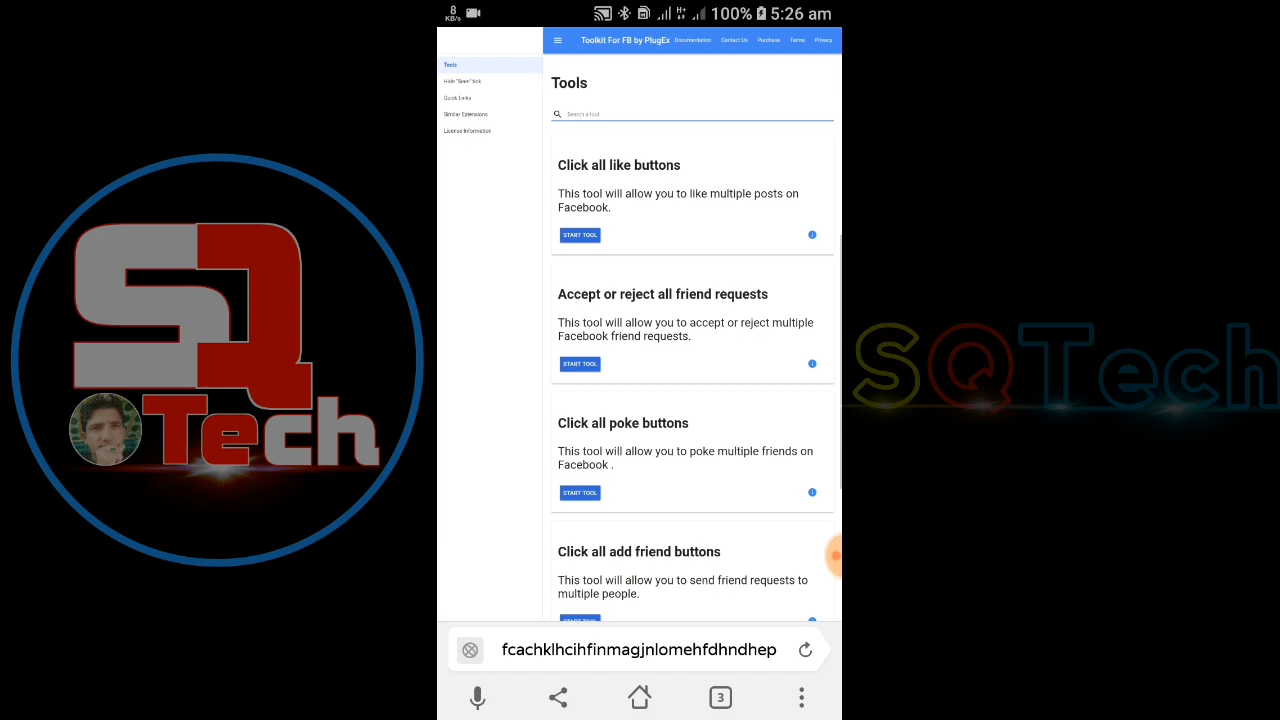 8
KB/s
H+
100%
5:26 am
Toolkit For FB by PlugEx
Documentation
Contact Us
Purchase
Terms
Privacy
Tools
Hide "Seen" tick
Quick Links
Similar Extensions
License Information
Tools
Search a tool
Click all like buttons
This tool will allow you to like multiple posts on
Facebook.
START TOOL
Accept or reject all friend requests
This tool will allow you to accept or reject multiple
Facebook friend requests.
START TOOL
Click all poke buttons
This tool will allow you to poke multiple friends on
Facebook .
START TOOL
Click all add friend buttons
This tool will allow you to send friend requests to
multiple people.
START TOOL
fcachklhcihfinmagjnlomehfdhndhep
3
SQ
Tech
SQTech